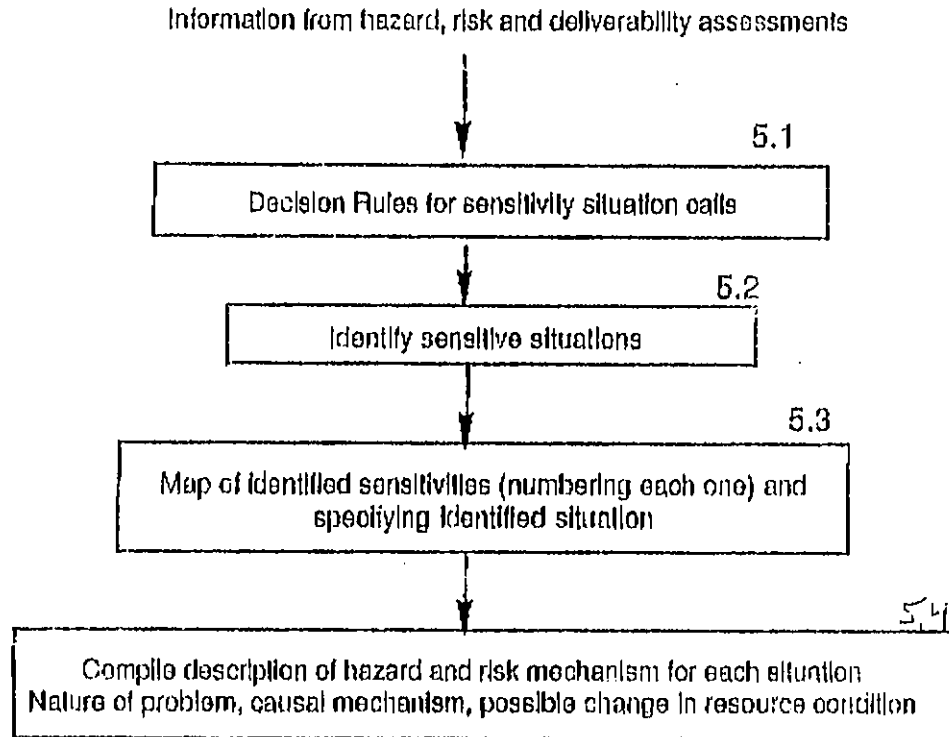 Information from hazard, risk and deliverability assessments
5.1
Decision Rules for sensitivity situation calls
5.2
Identify sensitive situations
5.3
Map of identified sensitivities (numbering each one) and
specifying identified situation
5.4
Compile description of hazard and risk mechanism for each situation
Nature of problem, causal mechanism, possible change in resource condition